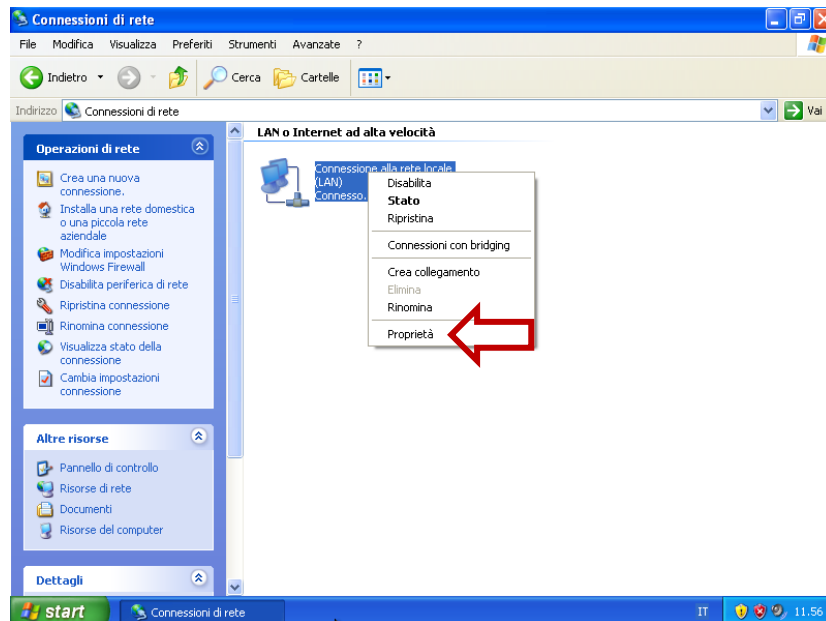 Connessioni di rete
File Modifica Visualizza Preferiti Strumenti Avanzate ?
Indietro Cerca Cartelle
Indirizzo Connessioni di rete Vai
LAN o Internet ad alta velocità
Connessione alla rete locale
(LAN)
Connesso,
Disabilita
Stato
Ripristina
Connessioni con bridging
Crea collegamento
Elimina
Rinomina
Proprietà
Operazioni di rete
Crea una nuova
connessione.
Installa una rete domestica
o una piccola rete
aziendale
Modifica impostazioni
Windows Firewall
Disabilita periferica di rete
Ripristina connessione
Rinomina connessione
Visualizza stato della
connessione
Cambia impostazioni
connessione
Altre risorse
Pannello di controllo
Risorse di rete
Documenti
Risorse del computer
Dettagli
start Connessioni di rete IT 11.56